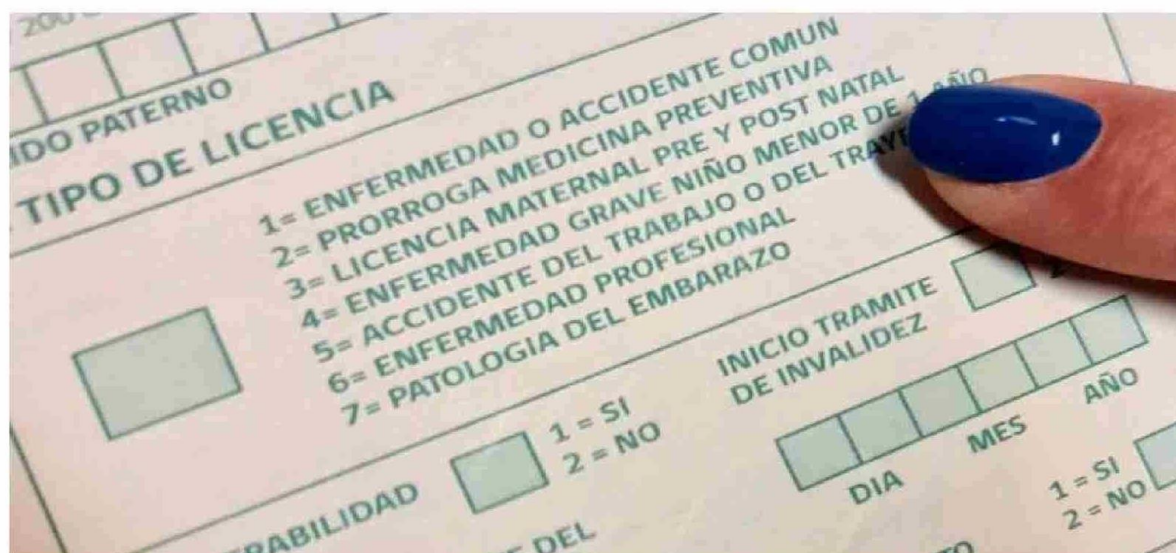 200
IDO PATERNO
TIPO DE LICENCIA
1= ENFERMEDAD O ACCIDENTE COMUN
2= PRORROGA MEDICINA PREVENTIVA
3= LICENCIA MATERNAL PRE Y POST NATAL
4= ENFERMEDAD GRAVE NIÑO MENOR DE 1 AÑO
5= ACCIDENTE DEL TRABAJO O DEL TRAYE
6= ENFERMEDAD PROFESIONAL
7= PATOLOGIA DEL EMBARAZO
INICIO TRAMITE
DE INVALIDEZ
1 = SI
2 = NO
DIA MES AÑO
RABILIDAD
1 = SI
2 = NO
DEL